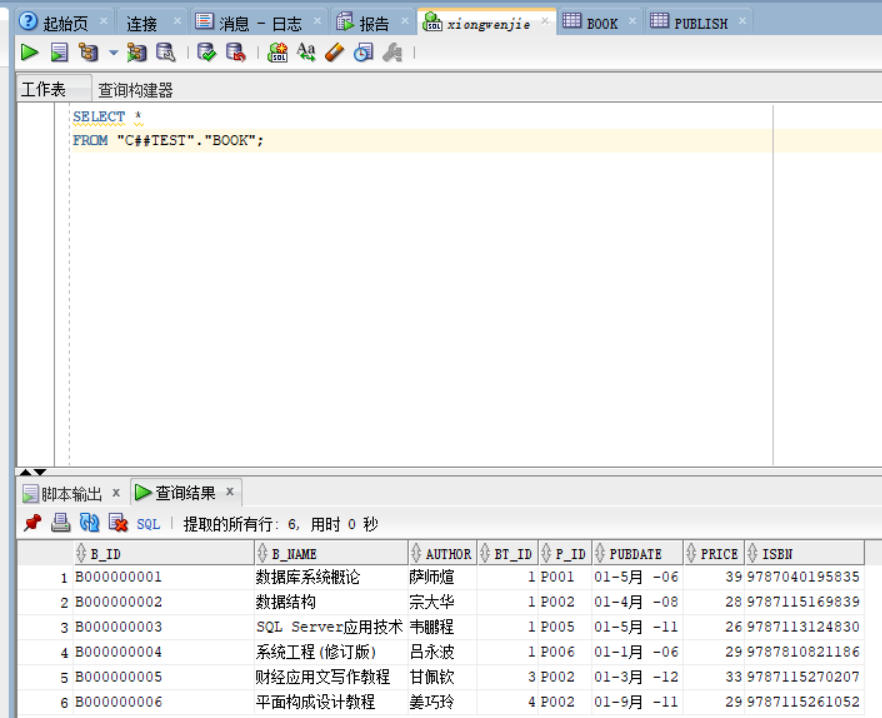 起始页 连接 消息 - 日志 报告 xiongwenjie BOOK PUBLISH
工作表 查询构建器
SELECT *
FROM "C##TEST"."BOOK";
脚本输出 查询结果
SQL 提取的所有行: 6, 用时 0 秒
B_ID B_NAME AUTHOR BT_ID P_ID PUBDATE PRICE ISBN
1 B000000001 数据库系统概论 萨师煊 1 P001 01-5月 -06 39 9787040195835
2 B000000002 数据结构 宗大华 1 P002 01-4月 -08 28 9787115169839
3 B000000003 SQL Server应用技术 韦鹏程 1 P005 01-5月 -11 26 9787113124830
4 B000000004 系统工程(修订版) 吕永波 1 P006 01-1月 -06 29 9787810821186
5 B000000005 财经应用文写作教程 甘佩钦 3 P002 01-3月 -12 33 9787115270207
6 B000000006 平面构成设计教程 姜巧玲 4 P002 01-9月 -11 29 9787115261052